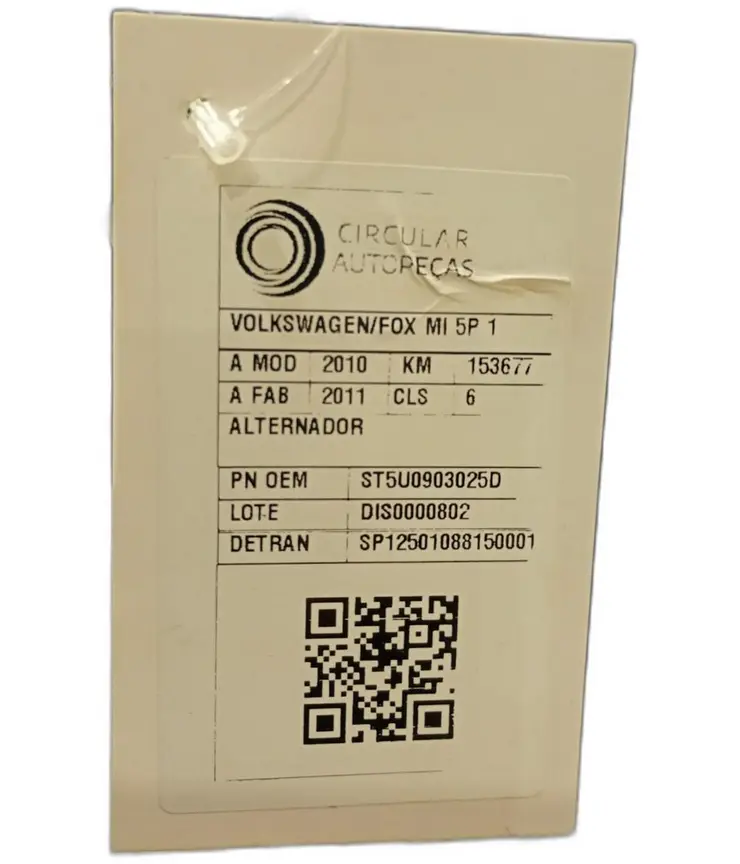 CIRCULAR
AUTOPEÇAS
VOLKSWAGEN/FOX MI 5P 1
A MOD 2010 KM 153677
A FAB 2011 CLS 6
ALTERNADOR
PN OEM ST5U0903025D
LOTE DIS0000802
DETRAN SP12501088150001